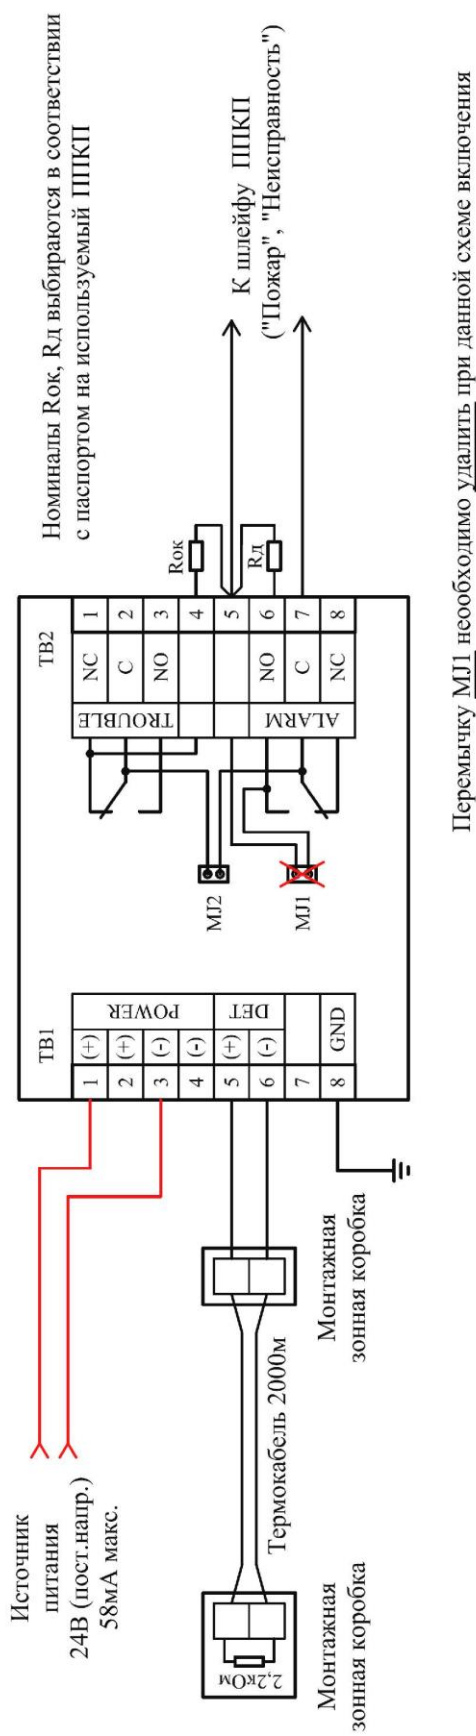 Номиналы Rок, Rд выбираются в соответствии
с паспортом на используемый ППКП
Источник
питания
24В (пост.напр.)
58мА макс.
TB1
1 (+)
2 (+)
3 (-)
4 (-)
5 (+)
6 (-)
7
8 GND
POWER
DET
MJ2
MJ1
TB2
TROUBLE
ALARM
NC 1
C 2
NO 3
4
5
NO 6
C 7
NC 8
Rок
Rд
К шлейфу ППКП
("Пожар", "Неисправность")
2,2кОм
Монтажная
зонная коробка
Термокабель 2000м
Монтажная
зонная коробка
Перемычку MJ1 неообходимо удалить при данной схеме включения